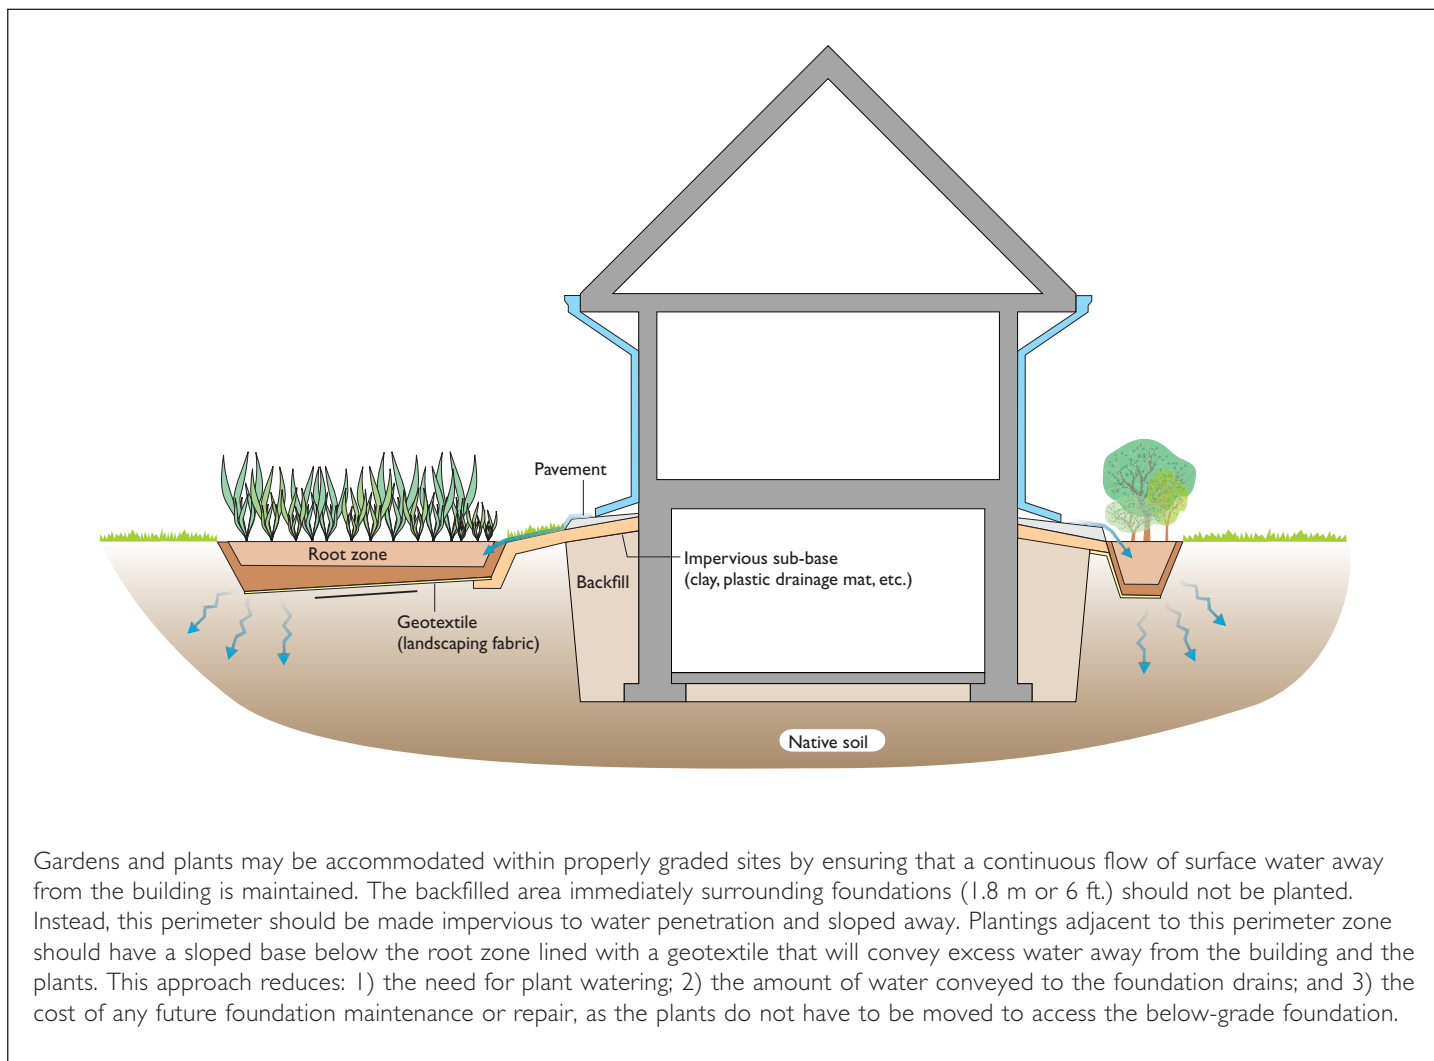 Pavement
Root zone
Impervious sub-base
(clay, plastic drainage mat, etc.)
Backfill
Geotextile
(landscaping fabric)
Native soil
Gardens and plants may be accommodated within properly graded sites by ensuring that a continuous flow of surface water away
from the building is maintained. The backfilled area immediately surrounding foundations (1.8 m or 6 ft.) should not be planted.
Instead, this perimeter should be made impervious to water penetration and sloped away. Plantings adjacent to this perimeter zone
should have a sloped base below the root zone lined with a geotextile that will convey excess water away from the building and the
plants. This approach reduces: 1) the need for plant watering; 2) the amount of water conveyed to the foundation drains; and 3) the
cost of any future foundation maintenance or repair, as the plants do not have to be moved to access the below-grade foundation.